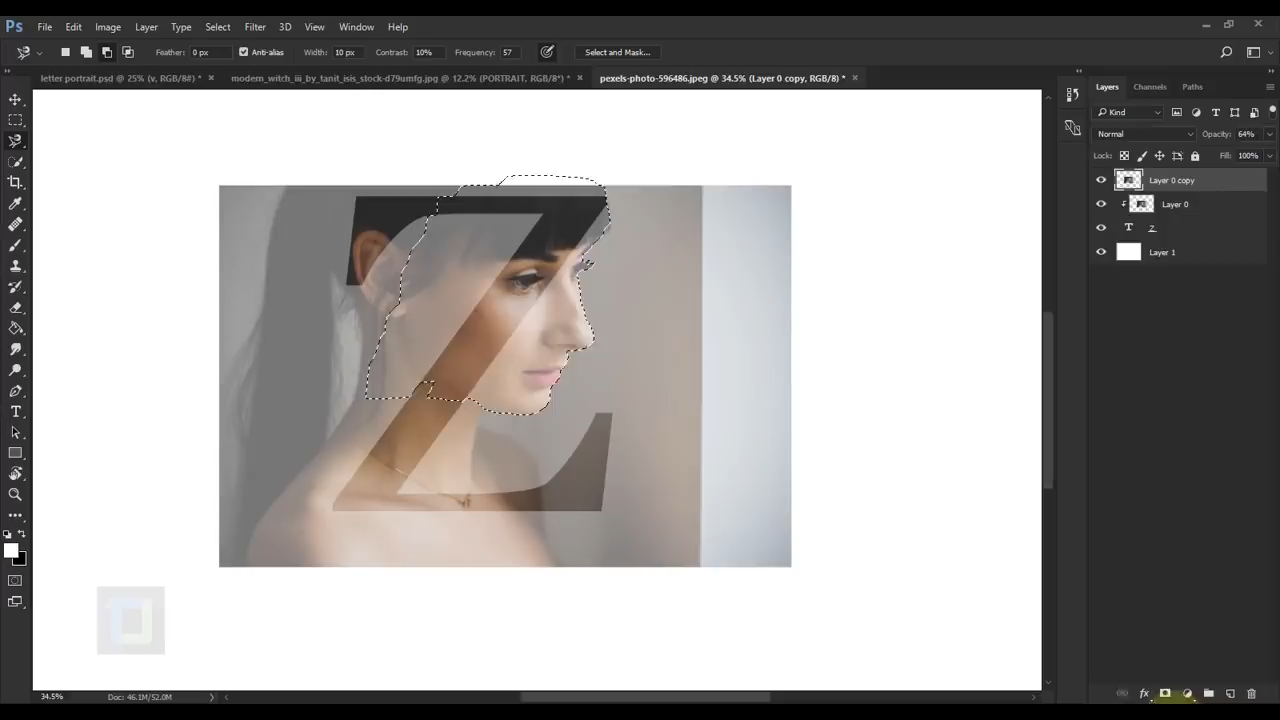 Ps File Edit Image Layer Type Select Filter 3D View Window Help
Feather: 0 px Anti-alias Width: 10 px Contrast: 10% Frequency: 57 Select and Mask...
letter portrait.psd @ 25% (v, RGB/8#) * × modern_witch_iii_by_tanit_isis_stock-d79umfg.jpg @ 12.2% (PORTRAIT, RGB/8*) * × pexels-photo-596486.jpeg @ 34.5% (Layer 0 copy, RGB/8) * ×
Layers Channels Paths
Kind
Normal Opacity: 64%
Lock: Fill: 100%
Layer 0 copy
Layer 0
T Z
Layer 1
Z
34.5% Doc: 46.1M/52.0M